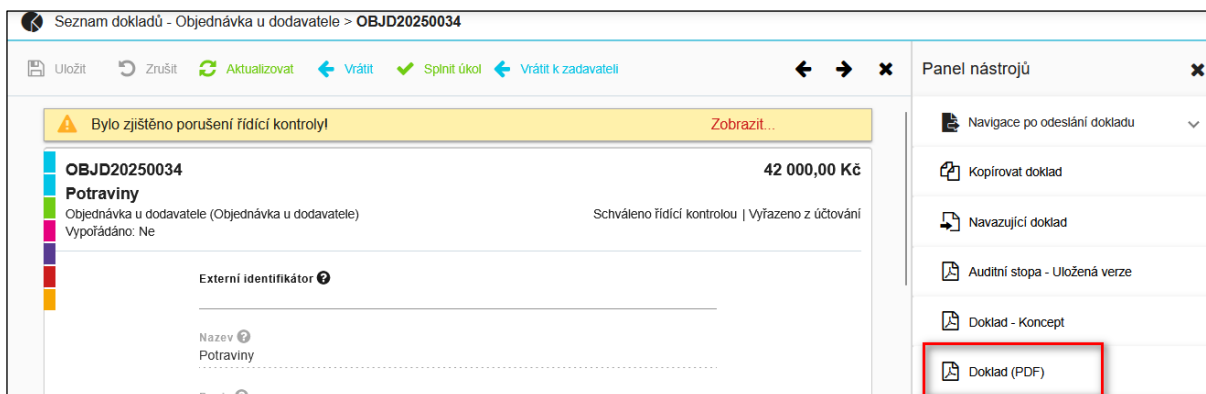 Seznam dokladů - Objednávka u dodavatele > OBJD20250034
Uložit Zrušit Aktualizovat Vrátit Splnit úkol Vrátit k zadavateli
Bylo zjištěno porušení řídící kontroly! Zobrazit...
OBJD20250034 42 000,00 Kč
Potraviny
Objednávka u dodavatele (Objednávka u dodavatele) Schváleno řídící kontrolou | Vyřazeno z účtování
Vypořádáno: Ne
Externí identifikátor
Nazev
Potraviny
Panel nástrojů
Navigace po odeslání dokladu
Kopírovat doklad
Navazující doklad
Auditní stopa - Uložená verze
Doklad - Koncept
Doklad (PDF)